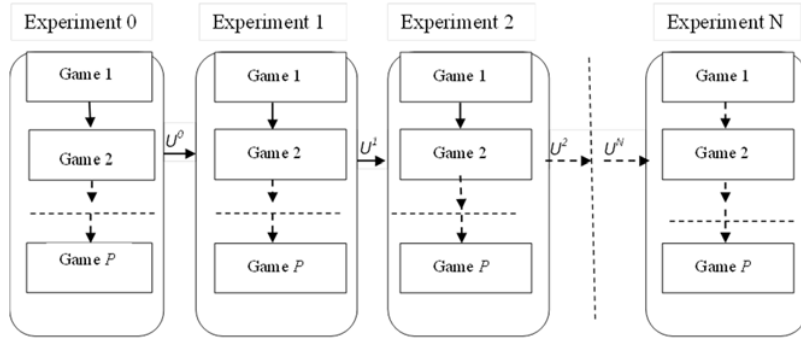 Experiment 0
Experiment 1
Experiment 2
Experiment N
Game 1
Game 1
Game 1
Game 1
U⁰
U¹
U²
Uᴺ
Game 2
Game 2
Game 2
Game 2
Game P
Game P
Game P
Game P